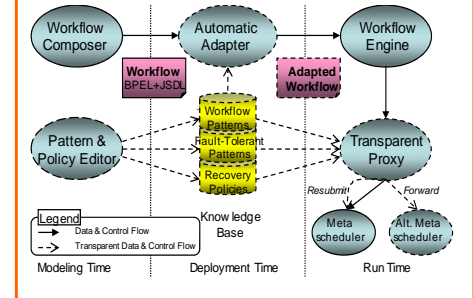 Workflow
Composer
Automatic
Adapter
Workflow
Engine
Workflow
BPEL+JSDL
Adapted
Workflow
Workflow
Patterns
Pattern &
Policy Editor
Fault-Tolerant
Patterns
Transparent
Proxy
Recovery
Policies
Resubmit
Forward
Legend
Data & Control Flow
Transparent Data & Control Flow
Know ledge
Base
Meta
scheduler
Alt. Meta
scheduler
Modeling Time
Deployment Time
Run Time